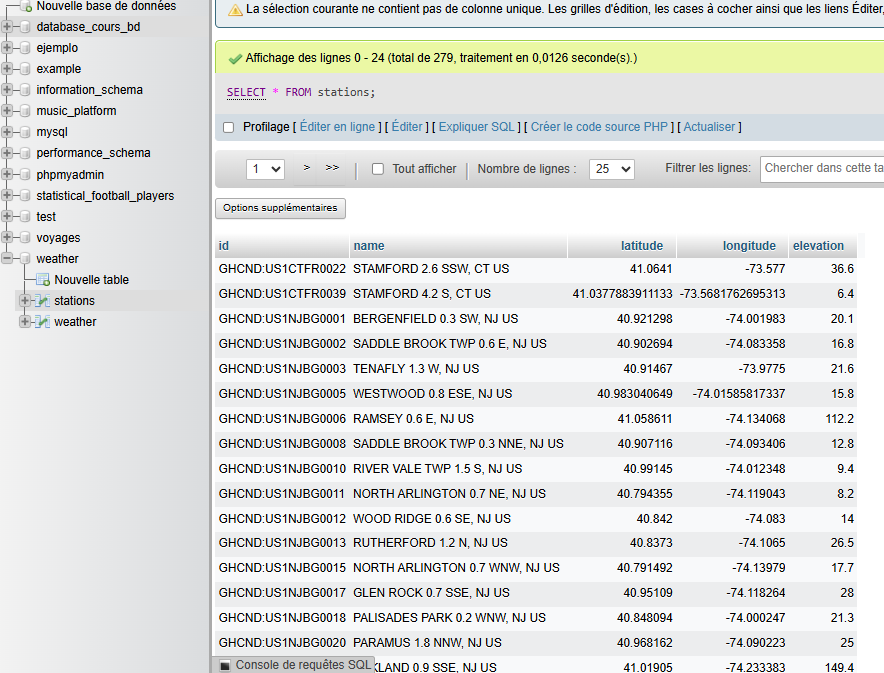 Nouvelle base de données
database_cours_bd
ejemplo
example
information_schema
music_platform
mysql
performance_schema
phpmyadmin
statistical_football_players
test
voyages
weather
Nouvelle table
stations
weather
La sélection courante ne contient pas de colonne unique. Les grilles d'édition, les cases à cocher ainsi que les liens Éditer,
Affichage des lignes 0 - 24 (total de 279, traitement en 0,0126 seconde(s).)
SELECT * FROM stations;
Profilage [ Éditer en ligne ] [ Éditer ] [ Expliquer SQL ] [ Créer le code source PHP ] [ Actualiser ]
1 > >> Tout afficher Nombre de lignes : 25 Filtrer les lignes: Chercher dans cette ta
Options supplémentaires
id name latitude longitude elevation
GHCND:US1CTFR0022 STAMFORD 2.6 SSW, CT US 41.0641 -73.577 36.6
GHCND:US1CTFR0039 STAMFORD 4.2 S, CT US 41.0377883911133 -73.5681762695313 6.4
GHCND:US1NJBG0001 BERGENFIELD 0.3 SW, NJ US 40.921298 -74.001983 20.1
GHCND:US1NJBG0002 SADDLE BROOK TWP 0.6 E, NJ US 40.902694 -74.083358 16.8
GHCND:US1NJBG0003 TENAFLY 1.3 W, NJ US 40.91467 -73.9775 21.6
GHCND:US1NJBG0005 WESTWOOD 0.8 ESE, NJ US 40.983040649 -74.01585817337 15.8
GHCND:US1NJBG0006 RAMSEY 0.6 E, NJ US 41.058611 -74.134068 112.2
GHCND:US1NJBG0008 SADDLE BROOK TWP 0.3 NNE, NJ US 40.907116 -74.093406 12.8
GHCND:US1NJBG0010 RIVER VALE TWP 1.5 S, NJ US 40.99145 -74.012348 9.4
GHCND:US1NJBG0011 NORTH ARLINGTON 0.7 NE, NJ US 40.794355 -74.119043 8.2
GHCND:US1NJBG0012 WOOD RIDGE 0.6 SE, NJ US 40.842 -74.083 14
GHCND:US1NJBG0013 RUTHERFORD 1.2 N, NJ US 40.8373 -74.1065 26.5
GHCND:US1NJBG0015 NORTH ARLINGTON 0.7 WNW, NJ US 40.791492 -74.13979 17.7
GHCND:US1NJBG0017 GLEN ROCK 0.7 SSE, NJ US 40.95109 -74.118264 28
GHCND:US1NJBG0018 PALISADES PARK 0.2 WNW, NJ US 40.848094 -74.000247 21.3
GHCND:US1NJBG0020 PARAMUS 1.8 NNW, NJ US 40.968162 -74.090223 25
Console de requêtes SQL KLAND 0.9 SSE, NJ US 41.01905 -74.233383 149.4